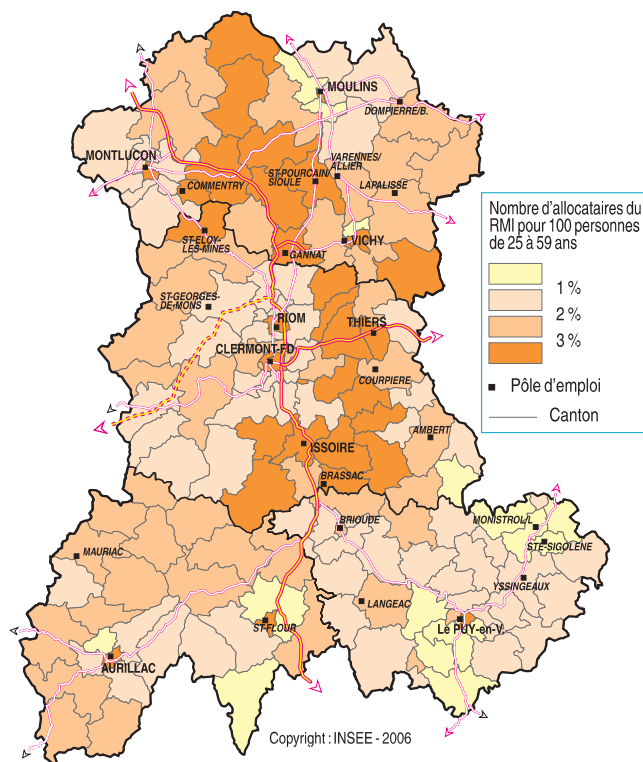 MOULINS
DOMPIERRE/B.
MONTLUCON
VARENNES/
ALLIER
ST-POURCAIN/
SIOULE
COMMENTRY
LAPALISSE
ST-ELOY-
LES-MINES
VICHY
GANNAT
ST-GEORGES-
DE-MONS
RIOM
THIERS
CLERMONT-FD
COURPIERE
AMBERT
ISSOIRE
BRASSAC
BRIOUDE
MONISTROL/L
STE-SIGOLENE
MAURIAC
YSSINGEAUX
LANGEAC
ST-FLOUR
Le PUY-en-V.
AURILLAC
Nombre d'allocataires du
RMI pour 100 personnes
de 25 à 59 ans
1 %
2 %
3 %
Pôle d'emploi
Canton
Copyright : INSEE - 2006